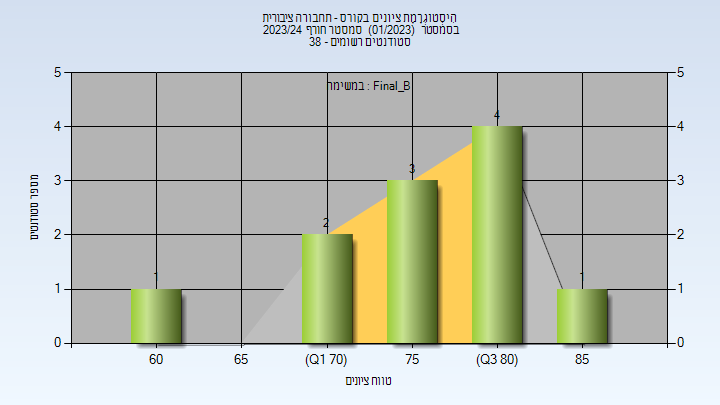 היסטוגרמת ציונים בקורס - תחבורה ציבורית
בסמסטר (01/2023) סמסטר חורף 2023/24
סטודנטים רשומים - 38
במשימה : Final_B
5 5
4 4 4
3 3 3
2 2 2
1 1 1 1
0 0
60 65 (Q1 70) 75 (Q3 80) 85
מספר סטודנטים
טווח ציונים